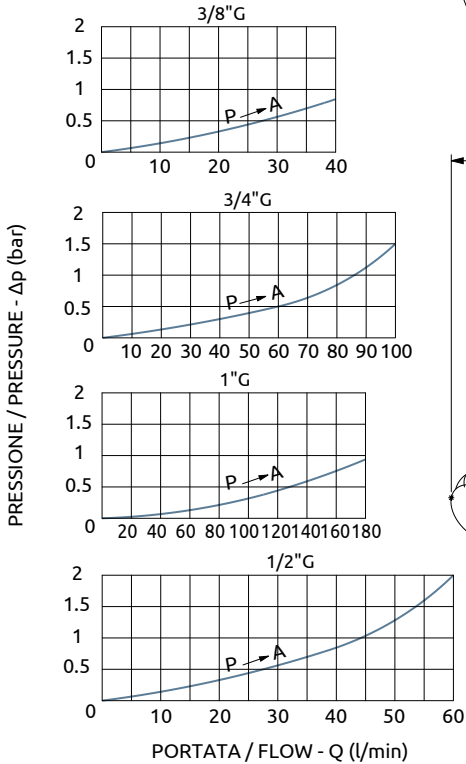 3/8"G
2
1.5
1
0.5
0
P A
10 20 30 40
3/4"G
2
1.5
1
0.5
0
P A
10 20 30 40 50 60 70 80 90 100
1"G
2
1.5
1
0.5
0
P A
20 40 60 80 100 120 140 160 180
1/2"G
2
1.5
1
0.5
0
P A
10 20 30 40 50 60
PRESSIONE / PRESSURE - Δp (bar)
PORTATA / FLOW - Q (l/min)